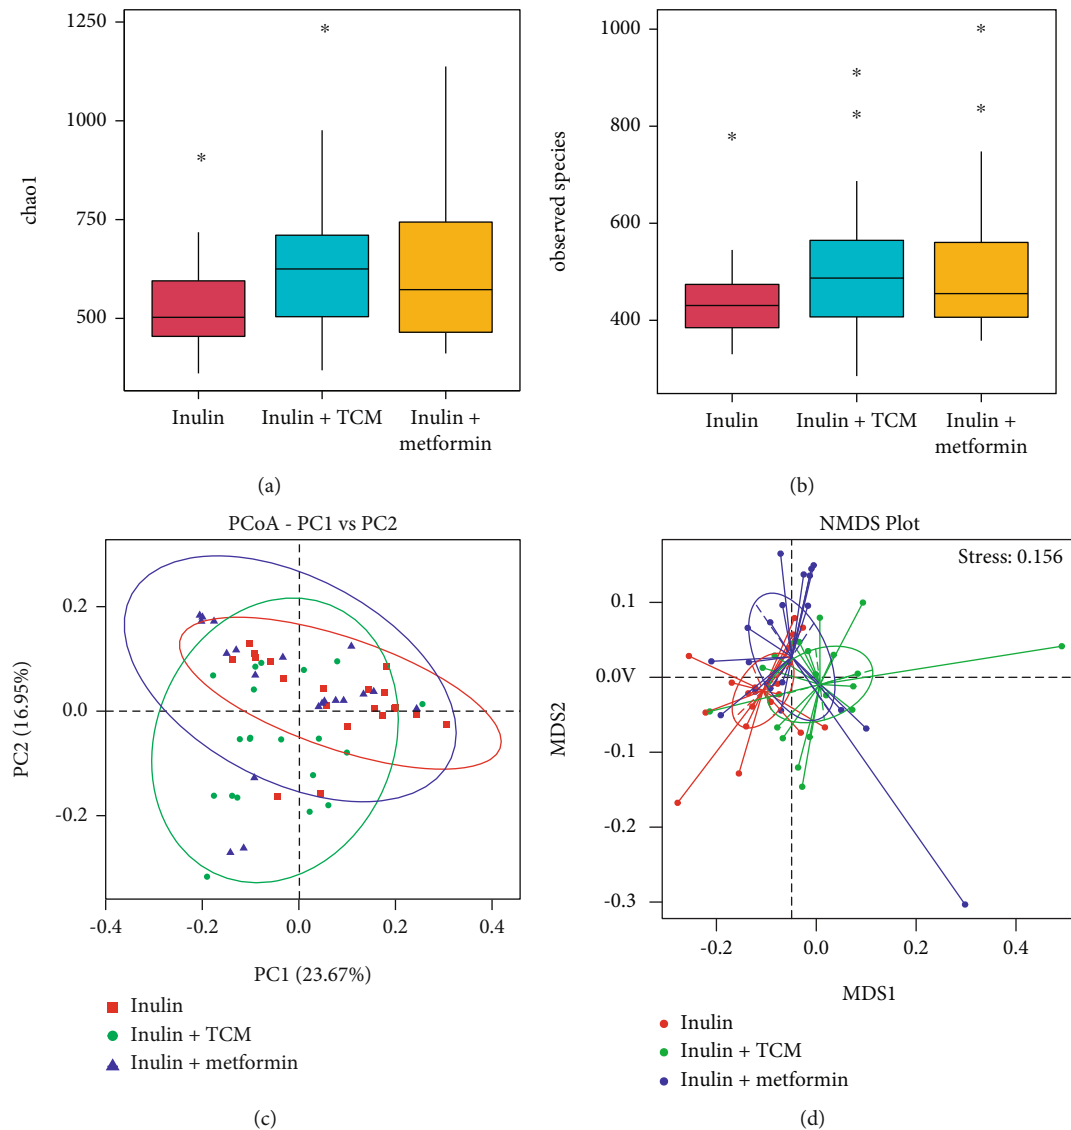 1250
1000
750
500
chao1
*
*
Inulin
Inulin + TCM
Inulin +
metformin
(a)
1000
800
600
400
observed species
*
*
*
*
*
Inulin
Inulin + TCM
Inulin +
metformin
(b)
PCoA - PC1 vs PC2
0.2
0.0
-0.2
PC2 (16.95%)
-0.4
-0.2
0.0
0.2
0.4
PC1 (23.67%)
Inulin
Inulin + TCM
Inulin + metformin
(c)
NMDS Plot
Stress: 0.156
0.1
0.0V
-0.1
-0.2
-0.3
MDS2
-0.2
0.0
0.2
0.4
MDS1
Inulin
Inulin + TCM
Inulin + metformin
(d)